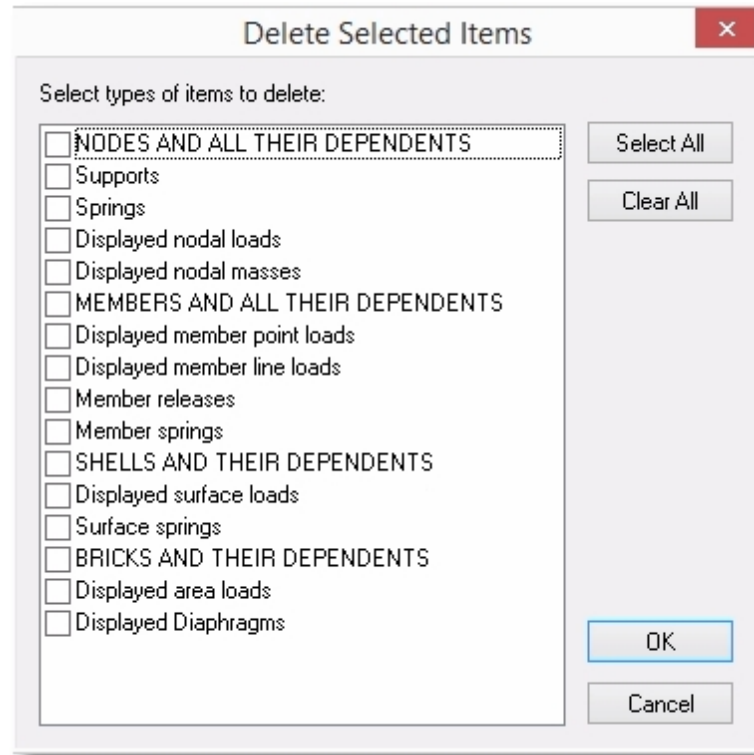 Delete Selected Items
Select types of items to delete:
NODES AND ALL THEIR DEPENDENTS
Supports
Springs
Displayed nodal loads
Displayed nodal masses
MEMBERS AND ALL THEIR DEPENDENTS
Displayed member point loads
Displayed member line loads
Member releases
Member springs
SHELLS AND THEIR DEPENDENTS
Displayed surface loads
Surface springs
BRICKS AND THEIR DEPENDENTS
Displayed area loads
Displayed Diaphragms
Select All
Clear All
OK
Cancel